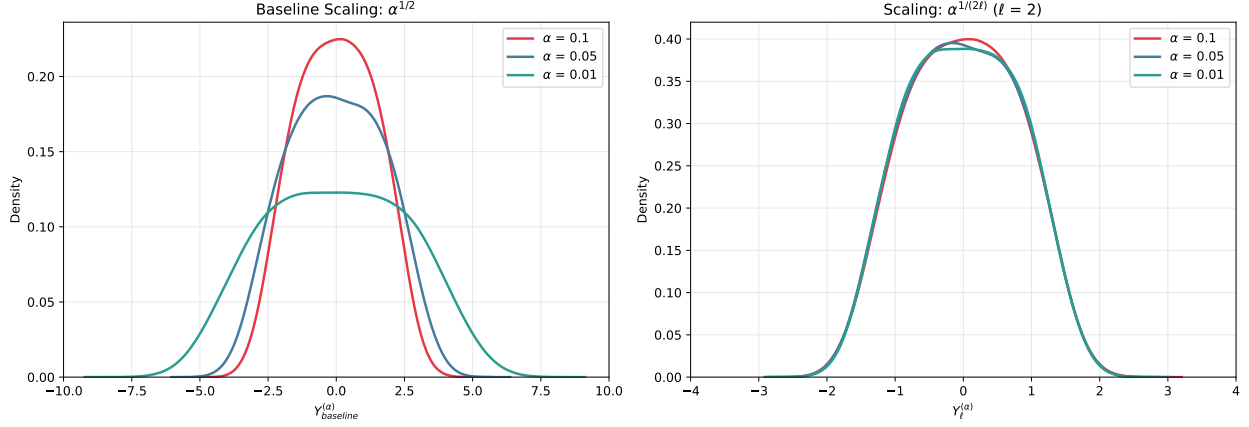 Baseline Scaling: α^{1/2}
α = 0.1
α = 0.05
α = 0.01
Density
0.20
0.15
0.10
0.05
0.00
−10.0 −7.5 −5.0 −2.5 0.0 2.5 5.0 7.5 10.0
Y_{baseline}^{(α)}
Scaling: α^{1/(2ℓ)} (ℓ = 2)
α = 0.1
α = 0.05
α = 0.01
Density
0.40
0.35
0.30
0.25
0.20
0.15
0.10
0.05
0.00
−4 −3 −2 −1 0 1 2 3 4
Y_ℓ^{(α)}